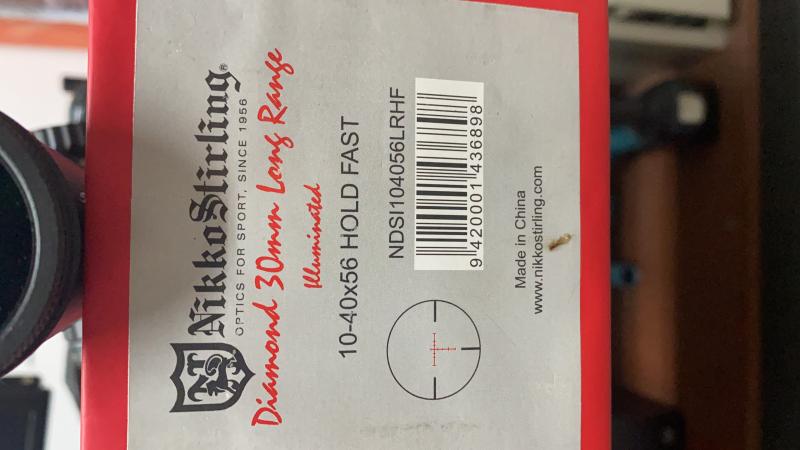 NT
NikkoStirling®
OPTICS FOR SPORT, SINCE 1956
Diamond 30mm Long Range
Illuminated
10-40x56 HOLD FAST
NDSI104056LRHF
9 420001 436898
Made in China
www.nikkostirling.com